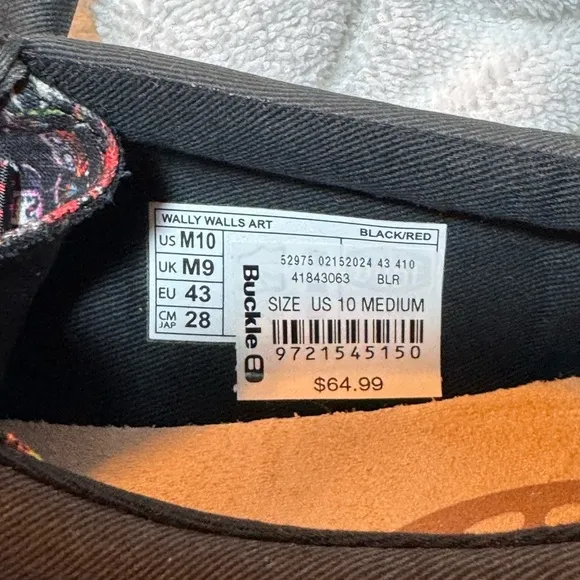 WALLY WALLS ART
BLACK/RED
US M10
UK M9
EU 43
CM JAP 28
Buckle B
52975 02152024 43 410
41843063 BLR
SIZE US 10 MEDIUM
9721545150
$64.99